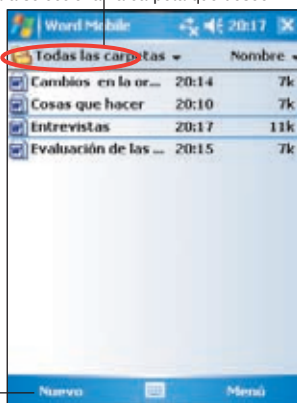 Word Mobile 20:17
Todas las carpetas Nombre
Cambios en la or... 20:14 7k
Cosas que hacer 20:10 7k
Entrevistas 20:17 11k
Evaluación de las ... 20:15 7k
Nuevo Menú